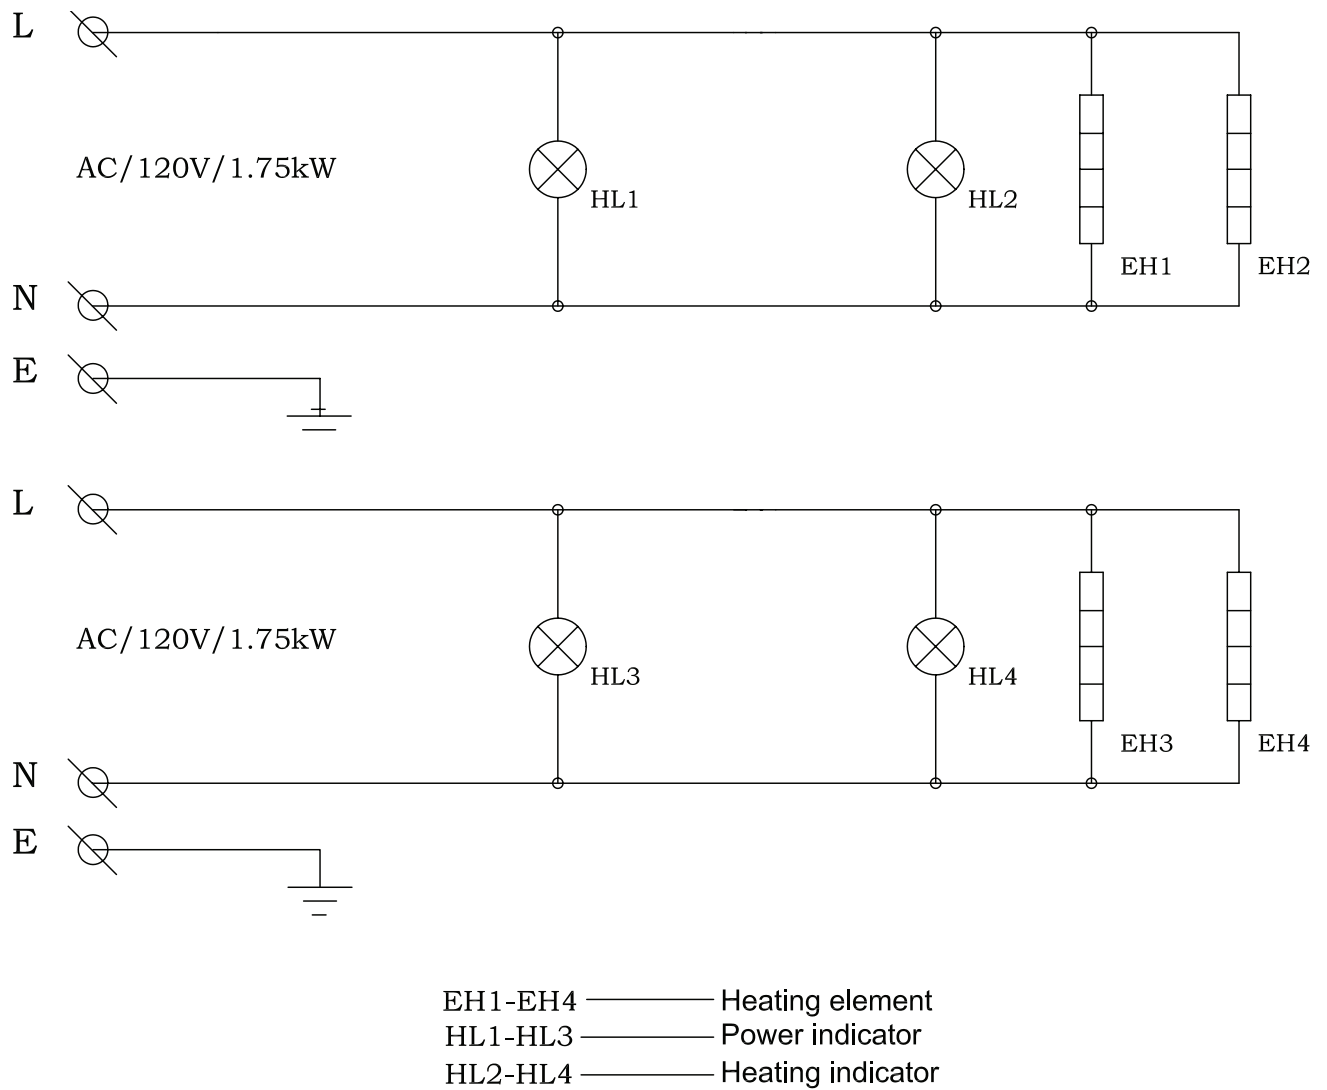 L
AC/120V/1.75kW
HL1
HL2
EH1
EH2
N
E
L
AC/120V/1.75kW
HL3
HL4
EH3
EH4
N
E
EH1-EH4 Heating element
HL1-HL3 Power indicator
HL2-HL4 Heating indicator